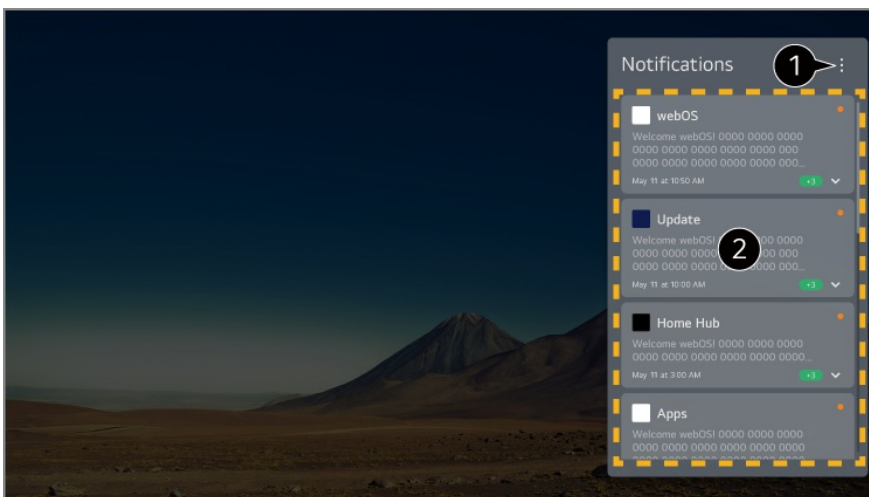 Notifications
1
webOS
Welcome webOS! 0000 0000 0000
0000 0000 0000 0000 0000 000
0000 0000 0000 0000 0000 000...
May 11 at 10:50 AM +3
Update
Welcome webOS! 0000 0000
0000 0000 000
0000 0000 000...
2
May 11 at 10:00 AM +3
Home Hub
Welcome webOS! 0000 0000 0000
0000 0000 0000 0000 0000 0000...
May 11 at 3:00 AM +3
Apps
Welcome webOS! 0000 0000 0000
0000 0000 0000 0000 0000 0000